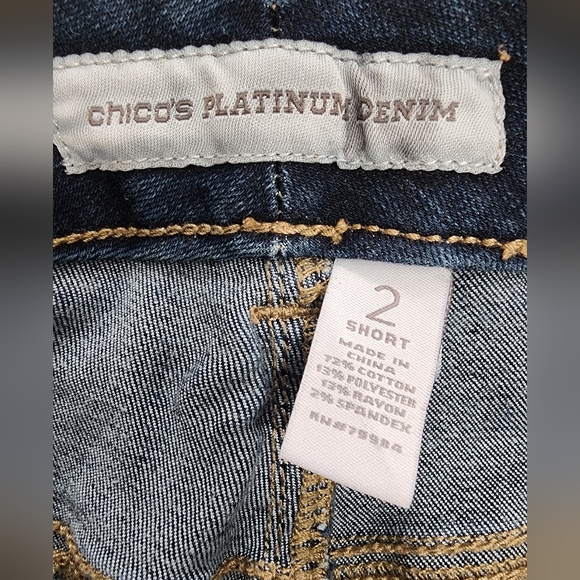 chico's PLATINUM DENIM
2
SHORT
MADE IN
CHINA
72% COTTON
13% POLYESTER
13% RAYON
2% SPANDEX
RN#79984